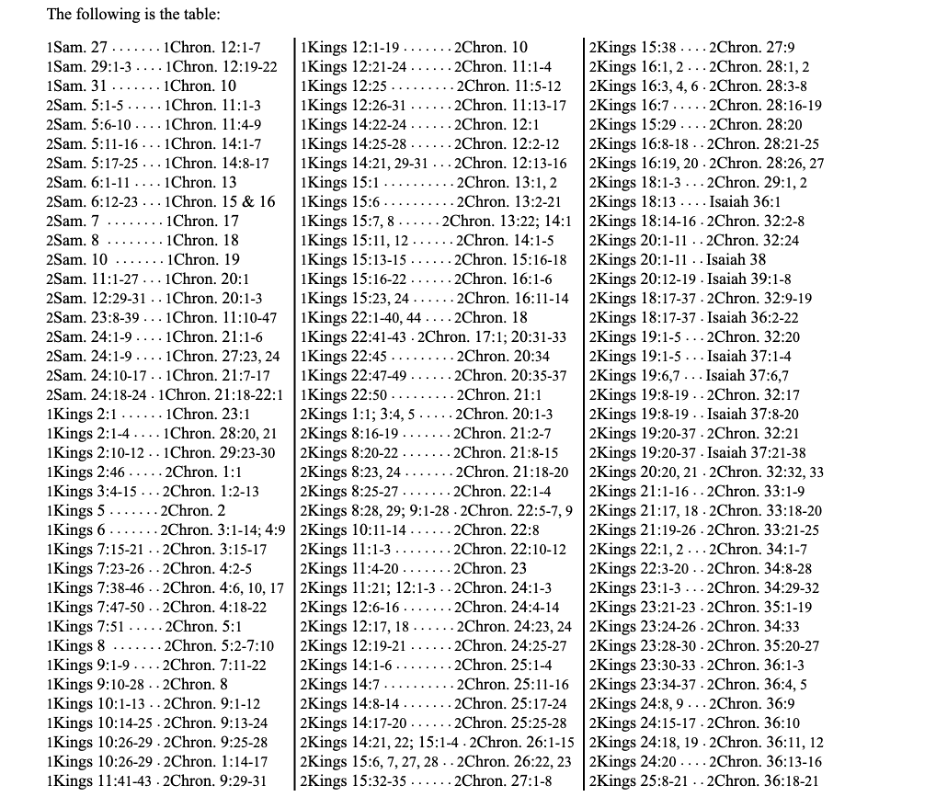 The following is the table:
1Sam. 27 ....... 1Chron. 12:1-7
1Sam. 29:1-3 .... 1Chron. 12:19-22
1Sam. 31 ....... 1Chron. 10
2Sam. 5:1-5 ..... 1Chron. 11:1-3
2Sam. 5:6-10 .... 1Chron. 11:4-9
2Sam. 5:11-16 ... 1Chron. 14:1-7
2Sam. 5:17-25 ... 1Chron. 14:8-17
2Sam. 6:1-11 .... 1Chron. 13
2Sam. 6:12-23 ... 1Chron. 15 & 16
2Sam. 7 ........ 1Chron. 17
2Sam. 8 ........ 1Chron. 18
2Sam. 10 ....... 1Chron. 19
2Sam. 11:1-27 ... 1Chron. 20:1
2Sam. 12:29-31 .. 1Chron. 20:1-3
2Sam. 23:8-39 ... 1Chron. 11:10-47
2Sam. 24:1-9 .... 1Chron. 21:1-6
2Sam. 24:1-9 .... 1Chron. 27:23, 24
2Sam. 24:10-17 .. 1Chron. 21:7-17
2Sam. 24:18-24 . 1Chron. 21:18-22:1
1Kings 2:1 ...... 1Chron. 23:1
1Kings 2:1-4 .... 1Chron. 28:20, 21
1Kings 2:10-12 .. 1Chron. 29:23-30
1Kings 2:46 ..... 2Chron. 1:1
1Kings 3:4-15 ... 2Chron. 1:2-13
1Kings 5 ....... 2Chron. 2
1Kings 6 ....... 2Chron. 3:1-14; 4:9
1Kings 7:15-21 .. 2Chron. 3:15-17
1Kings 7:23-26 .. 2Chron. 4:2-5
1Kings 7:38-46 .. 2Chron. 4:6, 10, 17
1Kings 7:47-50 .. 2Chron. 4:18-22
1Kings 7:51 ..... 2Chron. 5:1
1Kings 8 ....... 2Chron. 5:2-7:10
1Kings 9:1-9 .... 2Chron. 7:11-22
1Kings 9:10-28 .. 2Chron. 8
1Kings 10:1-13 .. 2Chron. 9:1-12
1Kings 10:14-25 . 2Chron. 9:13-24
1Kings 10:26-29 . 2Chron. 9:25-28
1Kings 10:26-29 . 2Chron. 1:14-17
1Kings 11:41-43 . 2Chron. 9:29-31
1Kings 12:1-19 ....... 2Chron. 10
1Kings 12:21-24 ...... 2Chron. 11:1-4
1Kings 12:25 ......... 2Chron. 11:5-12
1Kings 12:26-31 ...... 2Chron. 11:13-17
1Kings 14:22-24 ...... 2Chron. 12:1
1Kings 14:25-28 ...... 2Chron. 12:2-12
1Kings 14:21, 29-31 ... 2Chron. 12:13-16
1Kings 15:1 .......... 2Chron. 13:1, 2
1Kings 15:6 .......... 2Chron. 13:2-21
1Kings 15:7, 8 ...... 2Chron. 13:22; 14:1
1Kings 15:11, 12 ...... 2Chron. 14:1-5
1Kings 15:13-15 ...... 2Chron. 15:16-18
1Kings 15:16-22 ...... 2Chron. 16:1-6
1Kings 15:23, 24 ...... 2Chron. 16:11-14
1Kings 22:1-40, 44 .... 2Chron. 18
1Kings 22:41-43 . 2Chron. 17:1; 20:31-33
1Kings 22:45 ......... 2Chron. 20:34
1Kings 22:47-49 ...... 2Chron. 20:35-37
1Kings 22:50 ......... 2Chron. 21:1
2Kings 1:1; 3:4, 5 ..... 2Chron. 20:1-3
2Kings 8:16-19 ....... 2Chron. 21:2-7
2Kings 8:20-22 ....... 2Chron. 21:8-15
2Kings 8:23, 24 ....... 2Chron. 21:18-20
2Kings 8:25-27 ....... 2Chron. 22:1-4
2Kings 8:28, 29; 9:1-28 . 2Chron. 22:5-7, 9
2Kings 10:11-14 ...... 2Chron. 22:8
2Kings 11:1-3 ........ 2Chron. 22:10-12
2Kings 11:4-20 ....... 2Chron. 23
2Kings 11:21; 12:1-3 .. 2Chron. 24:1-3
2Kings 12:6-16 ....... 2Chron. 24:4-14
2Kings 12:17, 18 ...... 2Chron. 24:23, 24
2Kings 12:19-21 ...... 2Chron. 24:25-27
2Kings 14:1-6 ........ 2Chron. 25:1-4
2Kings 14:7 .......... 2Chron. 25:11-16
2Kings 14:8-14 ....... 2Chron. 25:17-24
2Kings 14:17-20 ...... 2Chron. 25:25-28
2Kings 14:21, 22; 15:1-4 . 2Chron. 26:1-15
2Kings 15:6, 7, 27, 28 .. 2Chron. 26:22, 23
2Kings 15:32-35 ...... 2Chron. 27:1-8
2Kings 15:38 .... 2Chron. 27:9
2Kings 16:1, 2 ... 2Chron. 28:1, 2
2Kings 16:3, 4, 6 . 2Chron. 28:3-8
2Kings 16:7 ..... 2Chron. 28:16-19
2Kings 15:29 .... 2Chron. 28:20
2Kings 16:8-18 .. 2Chron. 28:21-25
2Kings 16:19, 20 . 2Chron. 28:26, 27
2Kings 18:1-3 ... 2Chron. 29:1, 2
2Kings 18:13 .... Isaiah 36:1
2Kings 18:14-16 . 2Chron. 32:2-8
2Kings 20:1-11 .. 2Chron. 32:24
2Kings 20:1-11 .. Isaiah 38
2Kings 20:12-19 . Isaiah 39:1-8
2Kings 18:17-37 . 2Chron. 32:9-19
2Kings 18:17-37 . Isaiah 36:2-22
2Kings 19:1-5 ... 2Chron. 32:20
2Kings 19:1-5 ... Isaiah 37:1-4
2Kings 19:6,7 ... Isaiah 37:6,7
2Kings 19:8-19 .. 2Chron. 32:17
2Kings 19:8-19 .. Isaiah 37:8-20
2Kings 19:20-37 . 2Chron. 32:21
2Kings 19:20-37 . Isaiah 37:21-38
2Kings 20:20, 21 . 2Chron. 32:32, 33
2Kings 21:1-16 .. 2Chron. 33:1-9
2Kings 21:17, 18 . 2Chron. 33:18-20
2Kings 21:19-26 . 2Chron. 33:21-25
2Kings 22:1, 2 ... 2Chron. 34:1-7
2Kings 22:3-20 .. 2Chron. 34:8-28
2Kings 23:1-3 ... 2Chron. 34:29-32
2Kings 23:21-23 . 2Chron. 35:1-19
2Kings 23:24-26 . 2Chron. 34:33
2Kings 23:28-30 . 2Chron. 35:20-27
2Kings 23:30-33 . 2Chron. 36:1-3
2Kings 23:34-37 . 2Chron. 36:4, 5
2Kings 24:8, 9 ... 2Chron. 36:9
2Kings 24:15-17 . 2Chron. 36:10
2Kings 24:18, 19 . 2Chron. 36:11, 12
2Kings 24:20 .... 2Chron. 36:13-16
2Kings 25:8-21 .. 2Chron. 36:18-21